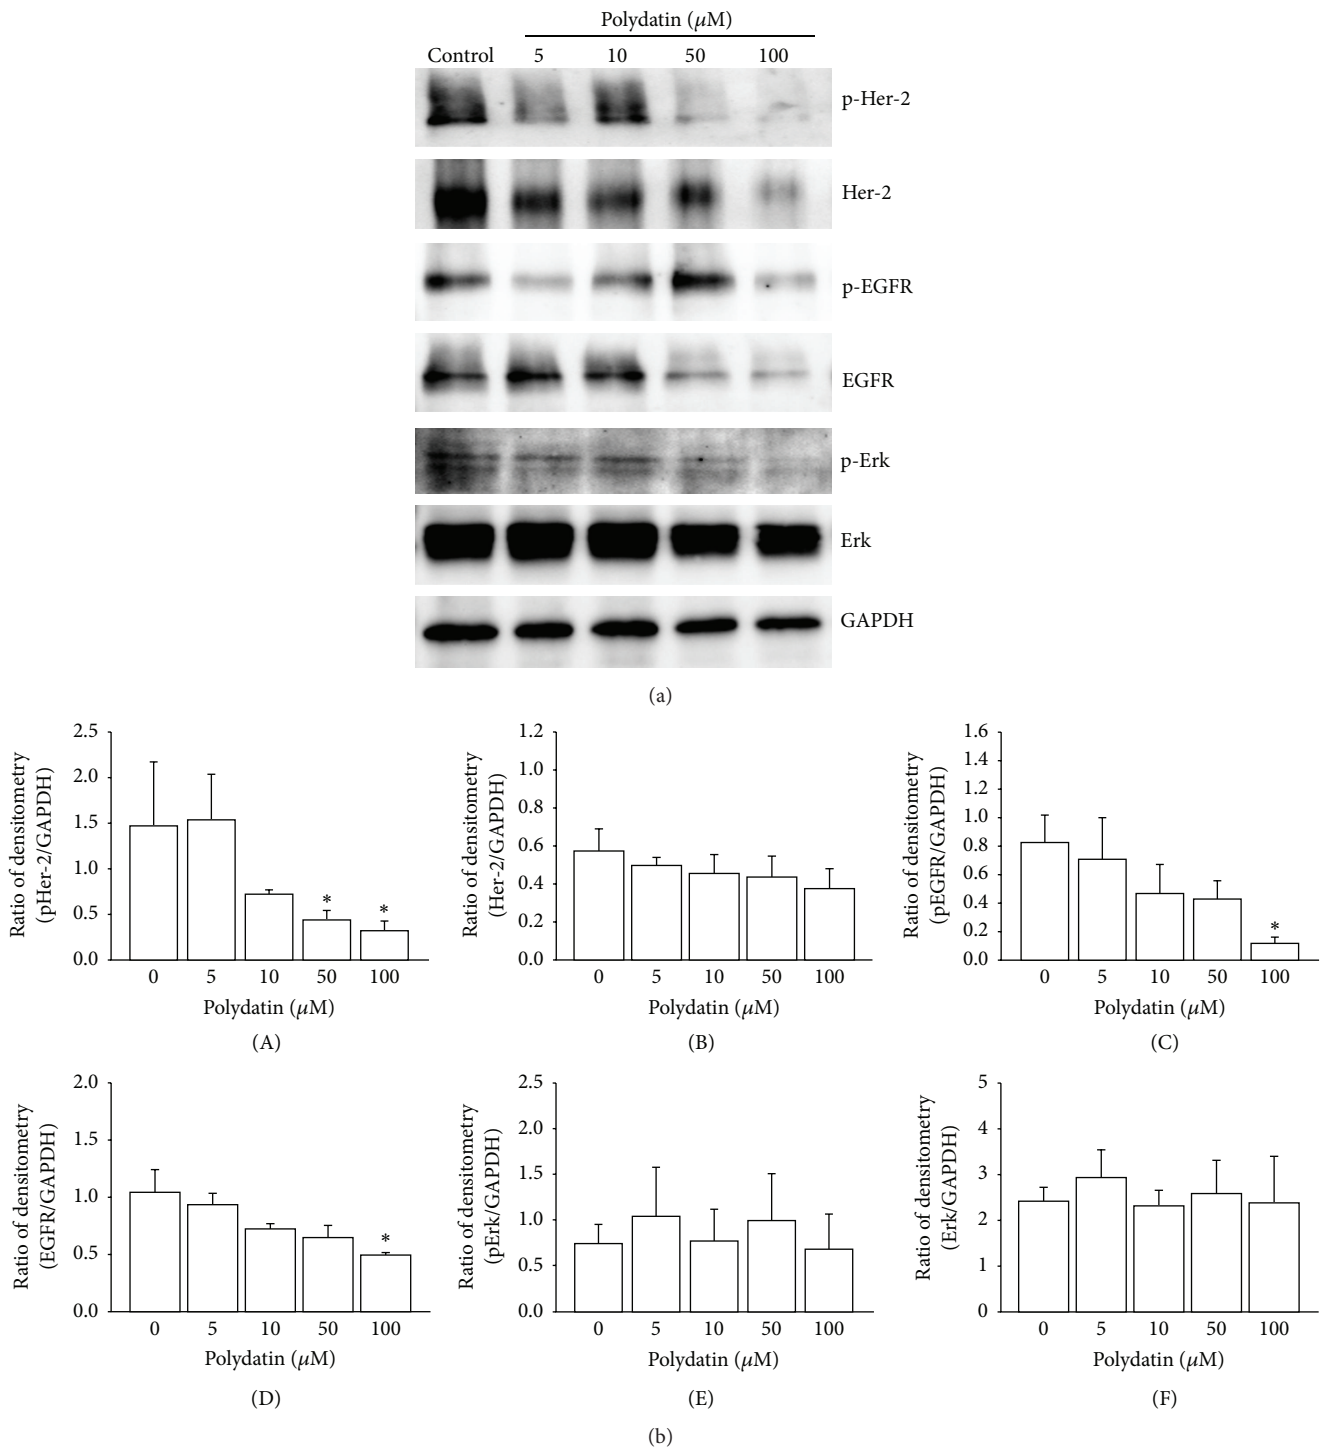 Polydatin (μM)
Control 5 10 50 100
p-Her-2
Her-2
p-EGFR
EGFR
p-Erk
Erk
GAPDH
(a)
Ratio of densitometry
(pHer-2/GAPDH)
2.5
2.0
1.5
1.0
0.5
0.0
* *
0 5 10 50 100
Polydatin (μM)
(A)
Ratio of densitometry
(Her-2/GAPDH)
1.2
1.0
0.8
0.6
0.4
0.2
0.0
0 5 10 50 100
Polydatin (μM)
(B)
Ratio of densitometry
(pEGFR/GAPDH)
1.6
1.4
1.2
1.0
0.8
0.6
0.4
0.2
0.0
*
0 5 10 50 100
Polydatin (μM)
(C)
Ratio of densitometry
(EGFR/GAPDH)
2.0
1.5
1.0
0.5
0.0
*
0 5 10 50 100
Polydatin (μM)
(D)
Ratio of densitometry
(pErk/GAPDH)
2.5
2.0
1.5
1.0
0.5
0.0
0 5 10 50 100
Polydatin (μM)
(E)
Ratio of densitometry
(Erk/GAPDH)
5
4
3
2
1
0
0 5 10 50 100
Polydatin (μM)
(F)
(b)